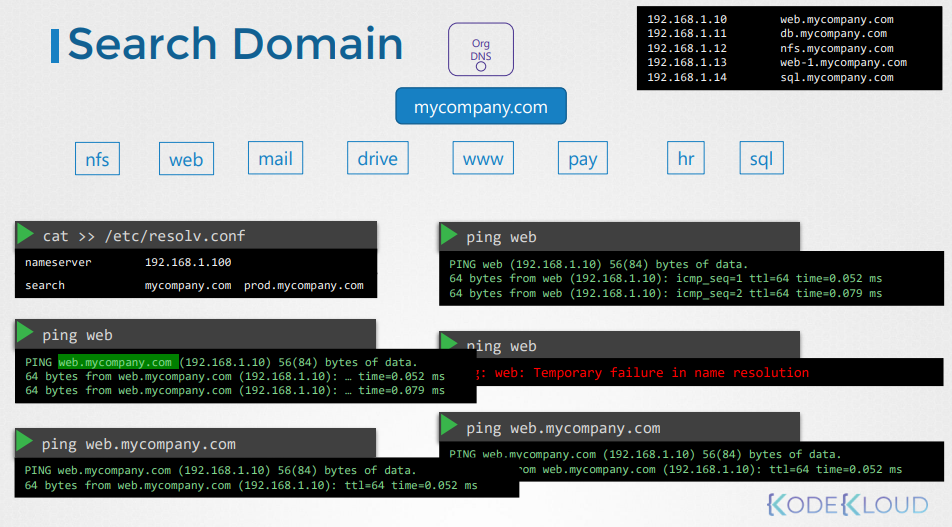 Search Domain
Org
DNS
192.168.1.10 web.mycompany.com
192.168.1.11 db.mycompany.com
192.168.1.12 nfs.mycompany.com
192.168.1.13 web-1.mycompany.com
192.168.1.14 sql.mycompany.com
mycompany.com
nfs
web
mail
drive
www
pay
hr
sql
cat >> /etc/resolv.conf
nameserver 192.168.1.100
search mycompany.com prod.mycompany.com
ping web
PING web.mycompany.com (192.168.1.10) 56(84) bytes of data.
64 bytes from web.mycompany.com (192.168.1.10): … time=0.052 ms
64 bytes from web.mycompany.com (192.168.1.10): … time=0.079 ms
ping web.mycompany.com
PING web.mycompany.com (192.168.1.10) 56(84) bytes of data.
64 bytes from web.mycompany.com (192.168.1.10): ttl=64 time=0.052 ms
ping web
PING web (192.168.1.10) 56(84) bytes of data.
64 bytes from web (192.168.1.10): icmp_seq=1 ttl=64 time=0.052 ms
64 bytes from web (192.168.1.10): icmp_seq=2 ttl=64 time=0.079 ms
ping web
: web: Temporary failure in name resolution
ping web.mycompany.com
PING web.mycompany.com (192.168.1.10) 56(84) bytes of data.
web.mycompany.com (192.168.1.10): ttl=64 time=0.052 ms
KODEKLOUD